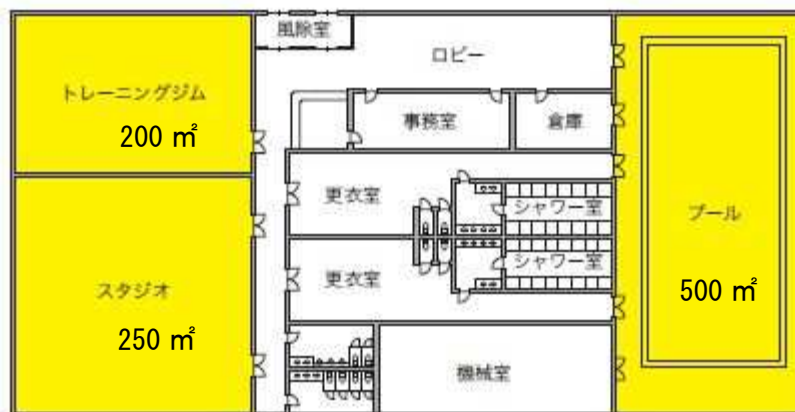 風除室
ロビー
トレーニングジム
200 ㎡
事務室
倉庫
更衣室
シャワー室
プール
更衣室
シャワー室
スタジオ
250 ㎡
500 ㎡
機械室